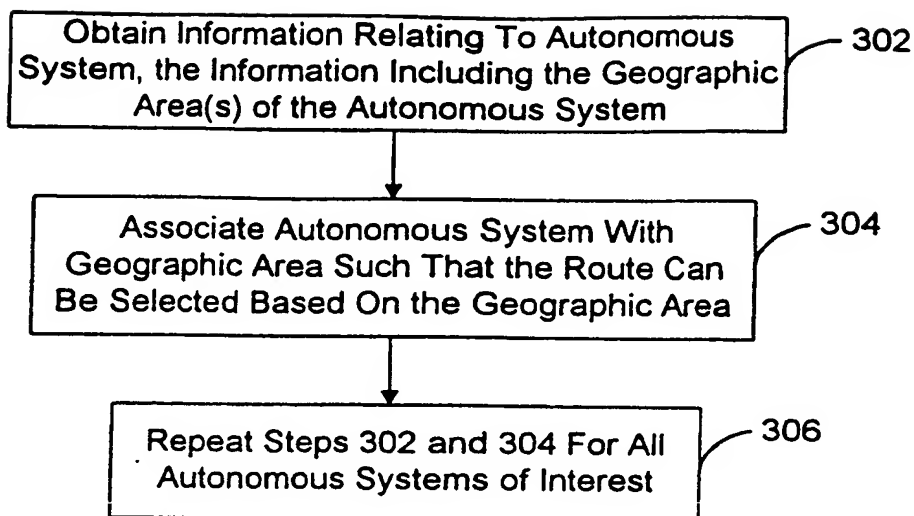 Obtain Information Relating To Autonomous
System, the Information Including the Geographic
Area(s) of the Autonomous System
302
Associate Autonomous System With
Geographic Area Such That the Route Can
Be Selected Based On the Geographic Area
304
Repeat Steps 302 and 304 For All
Autonomous Systems of Interest
306